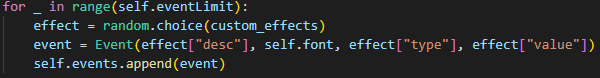 for _ in range(self.eventLimit):
    effect = random.choice(custom_effects)
    event = Event(effect["desc"], self.font, effect["type"], effect["value"])
    self.events.append(event)